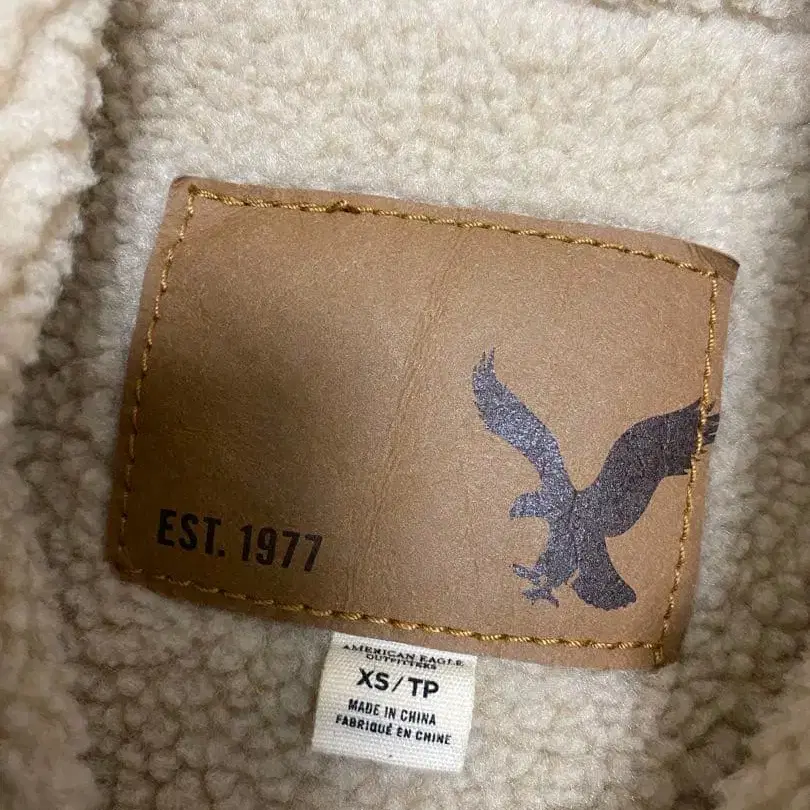 EST. 1977
AMERICAN EAGLE
OUTFITTERS
XS/TP
MADE IN CHINA
FABRIQUÉ EN CHINE